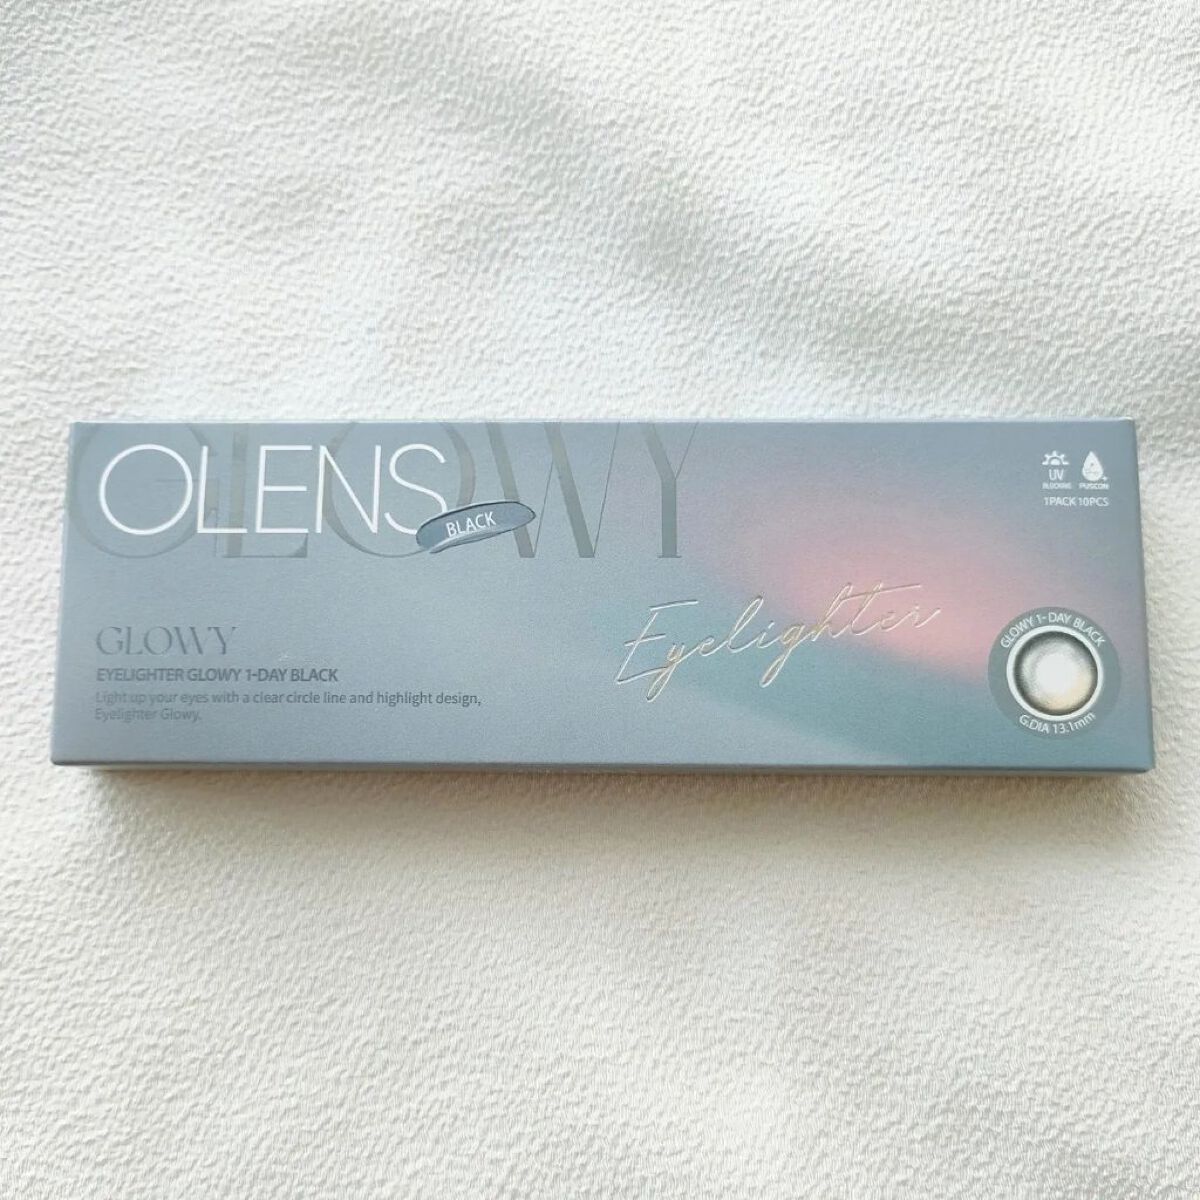 GLOWY
OLENS
BLACK
UV
BLOCKING
PUSCON
1PACK 10PCS
Eyelighter
GLOWY
EYELIGHTER GLOWY 1-DAY BLACK
Light up your eyes with a clear circle line and highlight design,
Eyelighter Glowy.
GLOWY 1-DAY BLACK
G.DIA 13.1mm